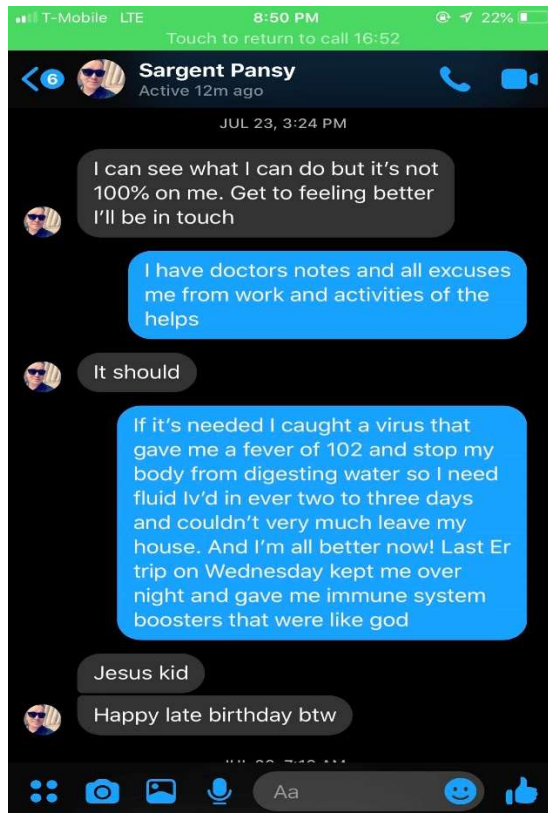 T-Mobile LTE 8:50 PM 22%
Touch to return to call 16:52
6
Sargent Pansy
Active 12m ago
JUL 23, 3:24 PM
I can see what I can do but it's not
100% on me. Get to feeling better
I'll be in touch
I have doctors notes and all excuses
me from work and activities of the
helps
It should
If it's needed I caught a virus that
gave me a fever of 102 and stop my
body from digesting water so I need
fluid Iv'd in ever two to three days
and couldn't very much leave my
house. And I'm all better now! Last Er
trip on Wednesday kept me over
night and gave me immune system
boosters that were like god
Jesus kid
Happy late birthday btw
Aa